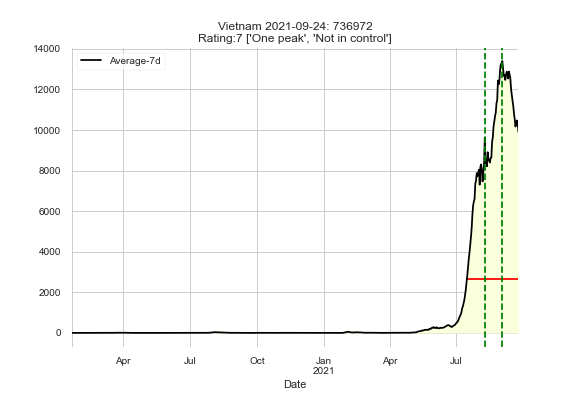 Vietnam 2021-09-24: 736972
Rating:7 ['One peak', 'Not in control']
14000
Average-7d
12000
10000
8000
6000
4000
2000
0
Apr Jul Oct Jan Apr Jul
2021
Date